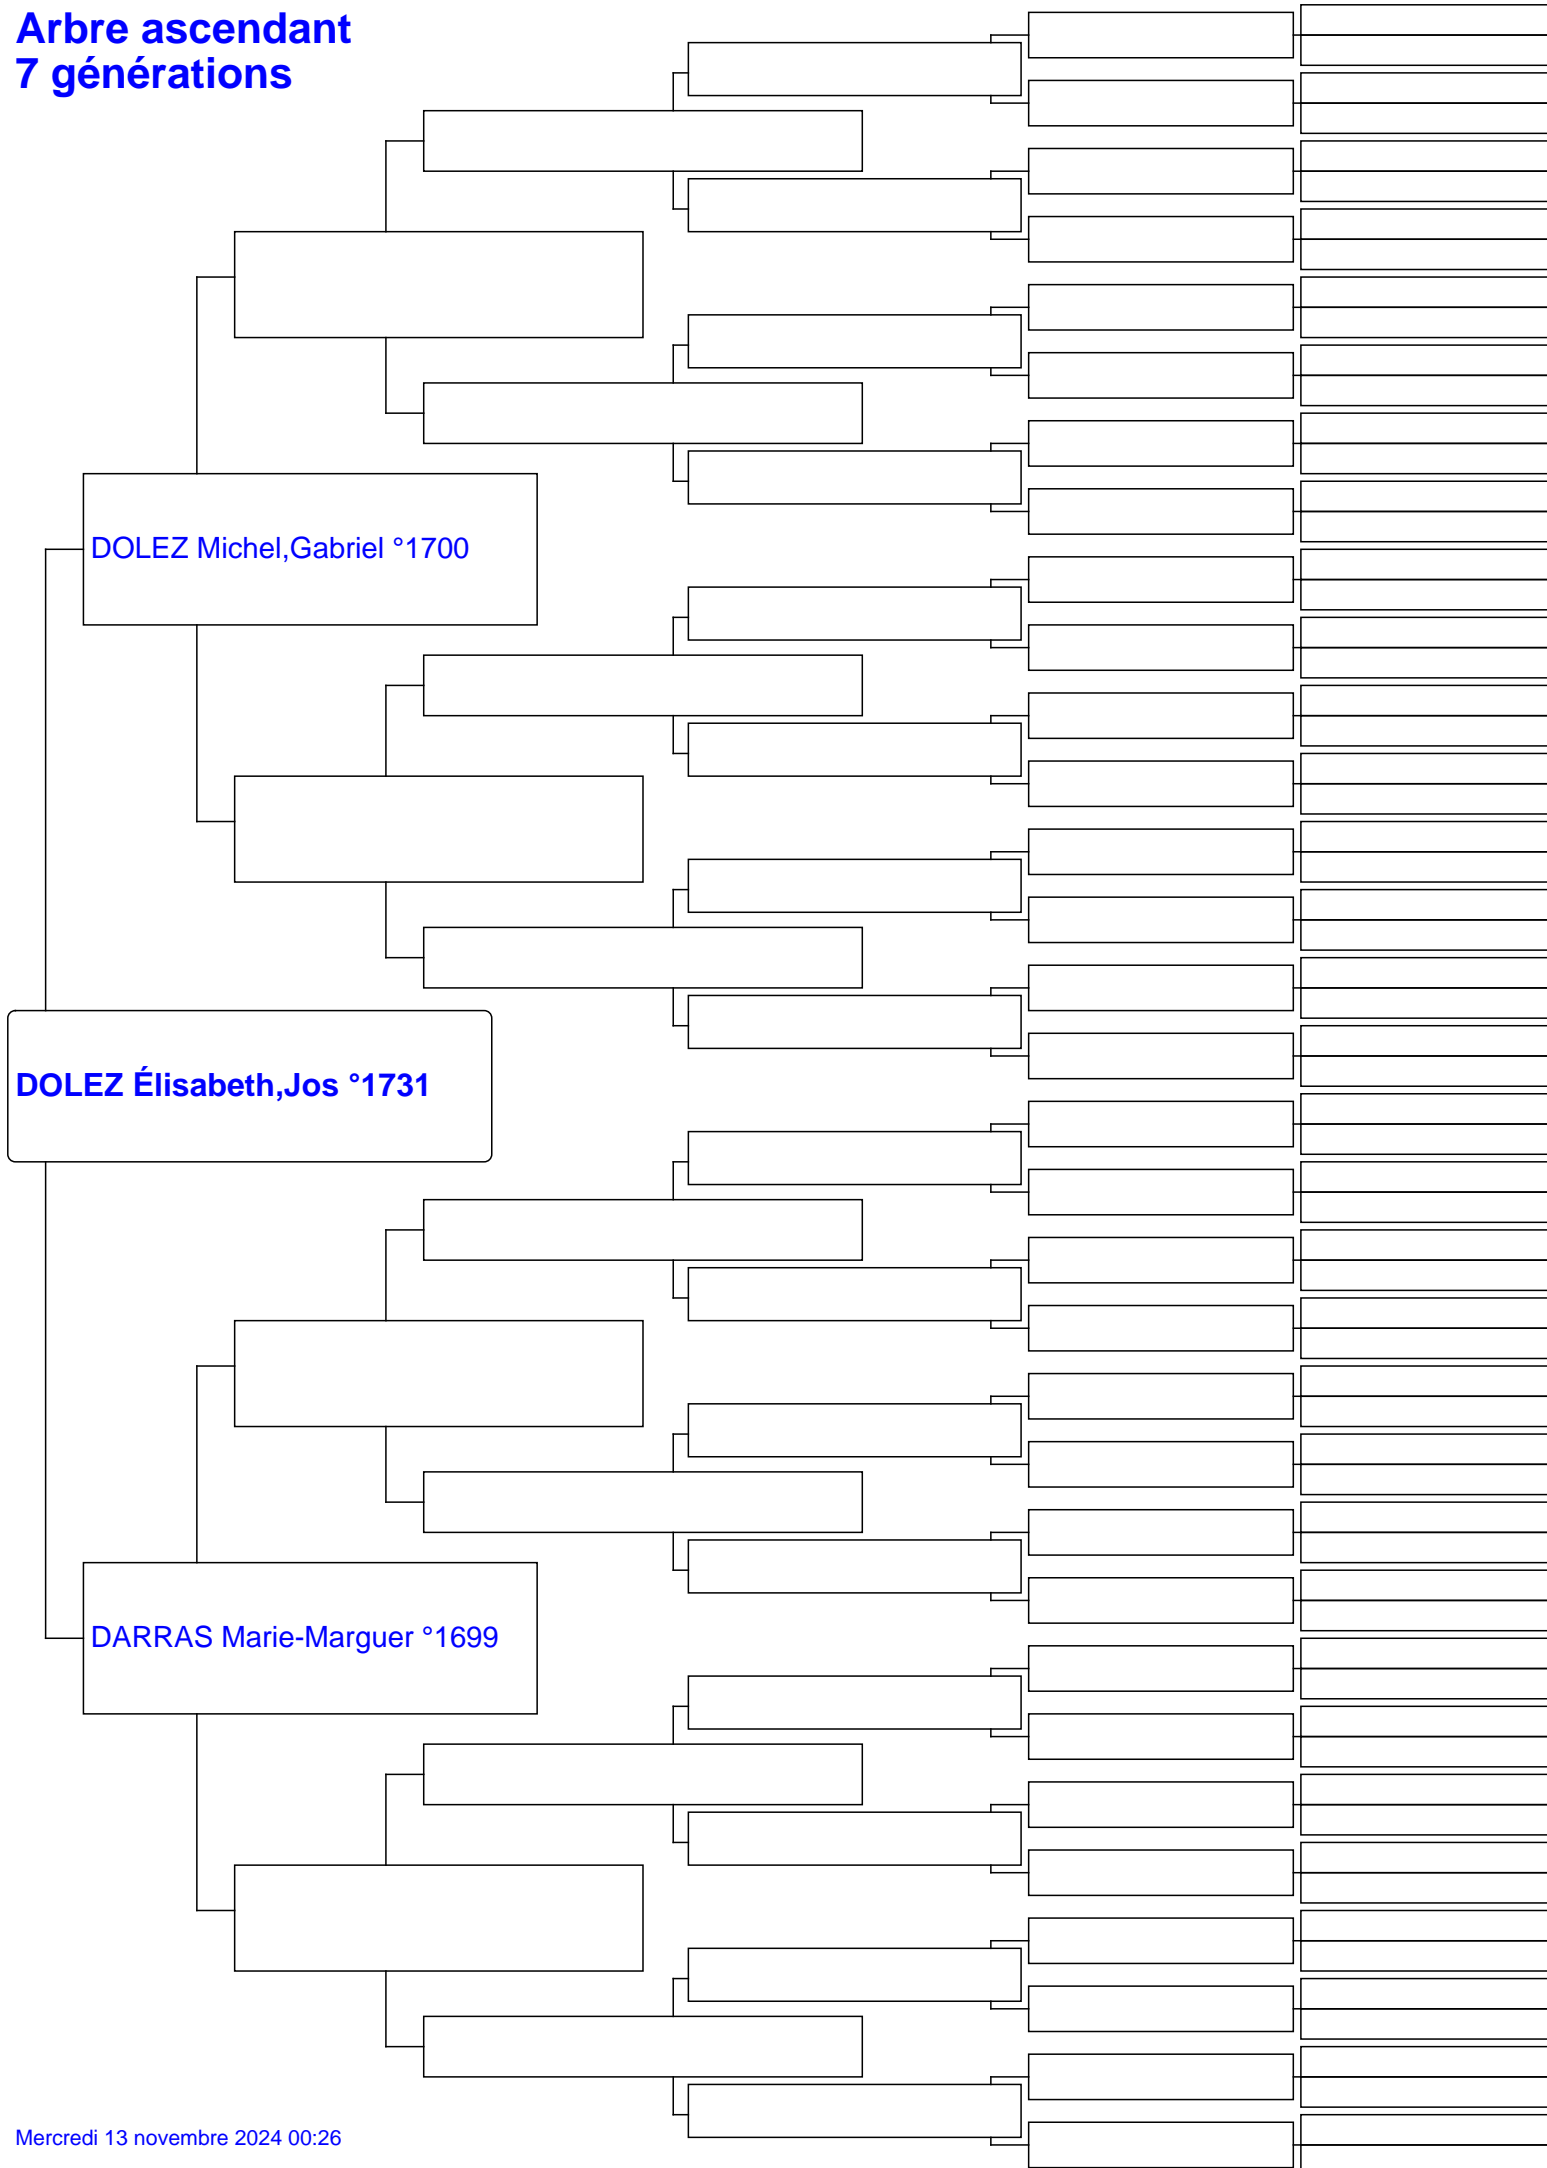 Arbre ascendant
7 générations
DOLEZ Michel,Gabriel °1700
DOLEZ Élisabeth,Jos °1731
DARRAS Marie-Marguer °1699
Mercredi 13 novembre 2024 00:26